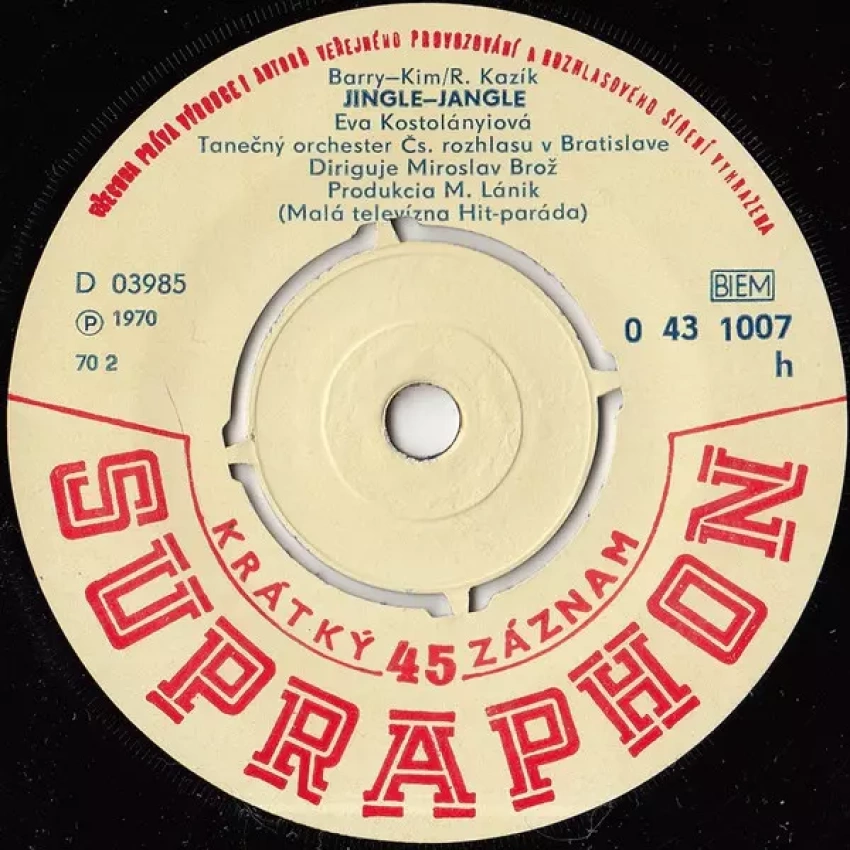 VŠECHNA PRÁVA VÝROBCE I AUTORŮ VEŘEJNÉHO PROVOZOVÁNÍ A ROZHLASOVÉHO ŠÍŘENÍ VYHRAŽENA
Barry–Kim/R. Kazík
JINGLE–JANGLE
Eva Kostolányiová
Tanečný orchester Čs. rozhlasu v Bratislave
Diriguje Miroslav Brož
Produkcia M. Lánik
(Malá televízna Hit-paráda)
D 03985
Ⓟ 1970
70 2
BIEM
0 43 1007
h
KRÁTKÝ 45 ZÁZNAM
SUPRAPHON